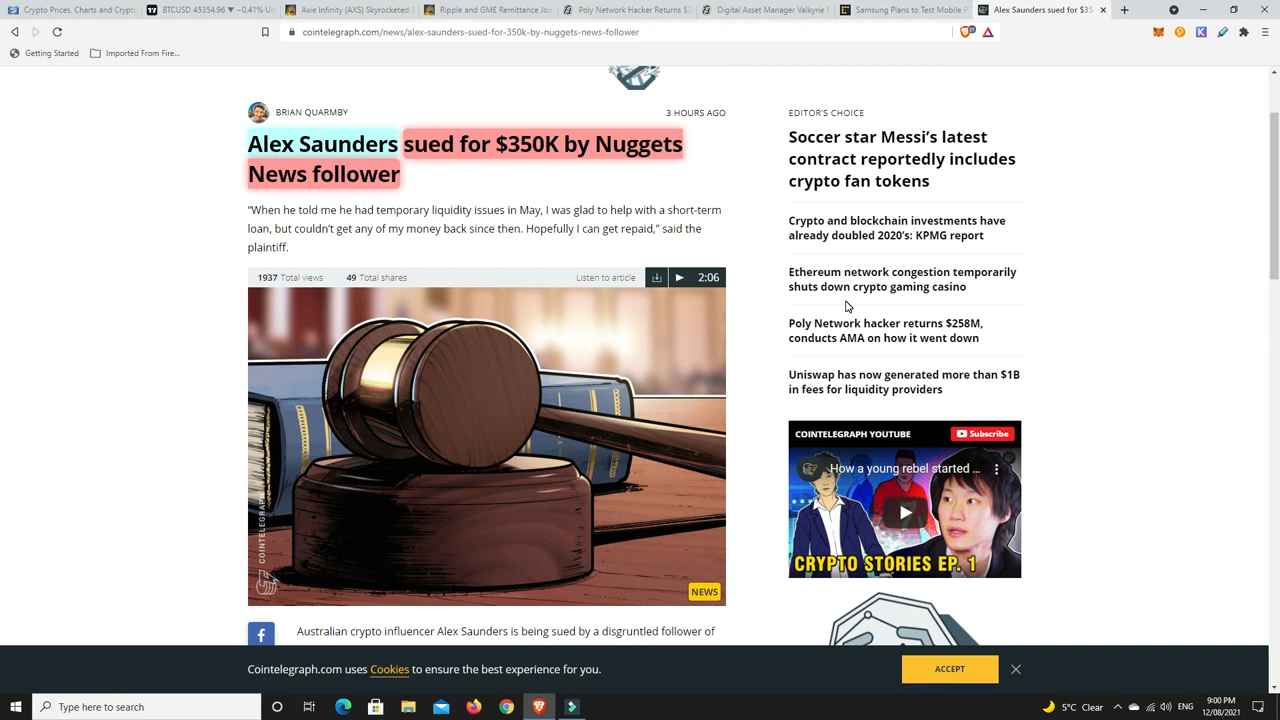 Crypto Prices, Charts and Crypto
BTCUSD 45354.96 ▼ −0.41% Un
Axie Infinity (AXS) Skyrocketed
Ripple and GME Remittance Jo
Poly Network Hacker Returns $2
Digital Asset Manager Valkyrie F
Samsung Plans to Test Mobile P
Alex Saunders sued for $350
cointelegraph.com/news/alex-saunders-sued-for-350k-by-nuggets-news-follower
Getting Started
Imported From Fire...
BRIAN QUARMBY
3 HOURS AGO
Alex Saunders sued for $350K by Nuggets
News follower
"When he told me he had temporary liquidity issues in May, I was glad to help with a short-term
loan, but couldn't get any of my money back since then. Hopefully I can get repaid," said the
plaintiff.
1937 Total views
49 Total shares
Listen to article
2:06
COINTELEGRAPH
NEWS
Australian crypto influencer Alex Saunders is being sued by a disgruntled follower of
EDITOR'S CHOICE
Soccer star Messi's latest
contract reportedly includes
crypto fan tokens
Crypto and blockchain investments have
already doubled 2020's: KPMG report
Ethereum network congestion temporarily
shuts down crypto gaming casino
Poly Network hacker returns $258M,
conducts AMA on how it went down
Uniswap has now generated more than $1B
in fees for liquidity providers
COINTELEGRAPH YOUTUBE
Subscribe
How a young rebel started ...
CRYPTO STORIES EP. 1
Cointelegraph.com uses Cookies to ensure the best experience for you.
ACCEPT
Type here to search
5°C Clear
ENG
9:00 PM
12/08/2021